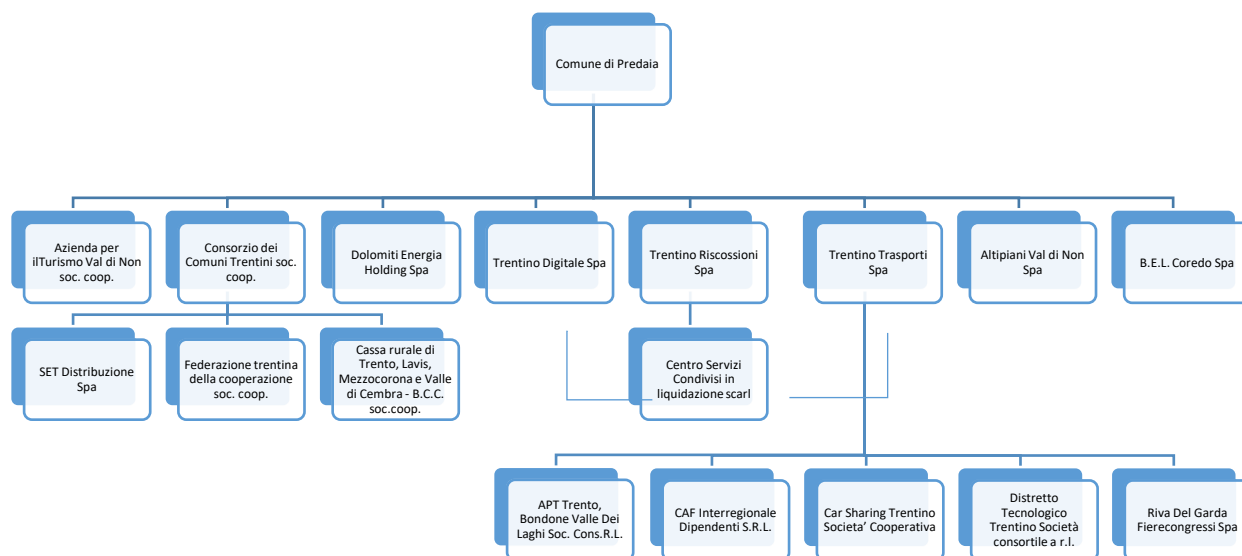 Comune di Predaia
Azienda per
ilTurismo Val di Non
soc. coop.
Consorzio dei
Comuni Trentini soc.
coop.
Dolomiti Energia
Holding Spa
Trentino Digitale Spa
Trentino Riscossioni
Spa
Trentino Trasporti
Spa
Altipiani Val di Non
Spa
B.E.L. Coredo Spa
SET Distribuzione
Spa
Federazione trentina
della cooperazione
soc. coop.
Cassa rurale di
Trento, Lavis,
Mezzocorona e Valle
di Cembra - B.C.C.
soc.coop.
Centro Servizi
Condivisi in
liquidazione scarl
APT Trento,
Bondone Valle Dei
Laghi Soc. Cons.R.L.
CAF Interregionale
Dipendenti S.R.L.
Car Sharing Trentino
Societa' Cooperativa
Distretto
Tecnologico
Trentino Società
consortile a r.l.
Riva Del Garda
Fierecongressi Spa